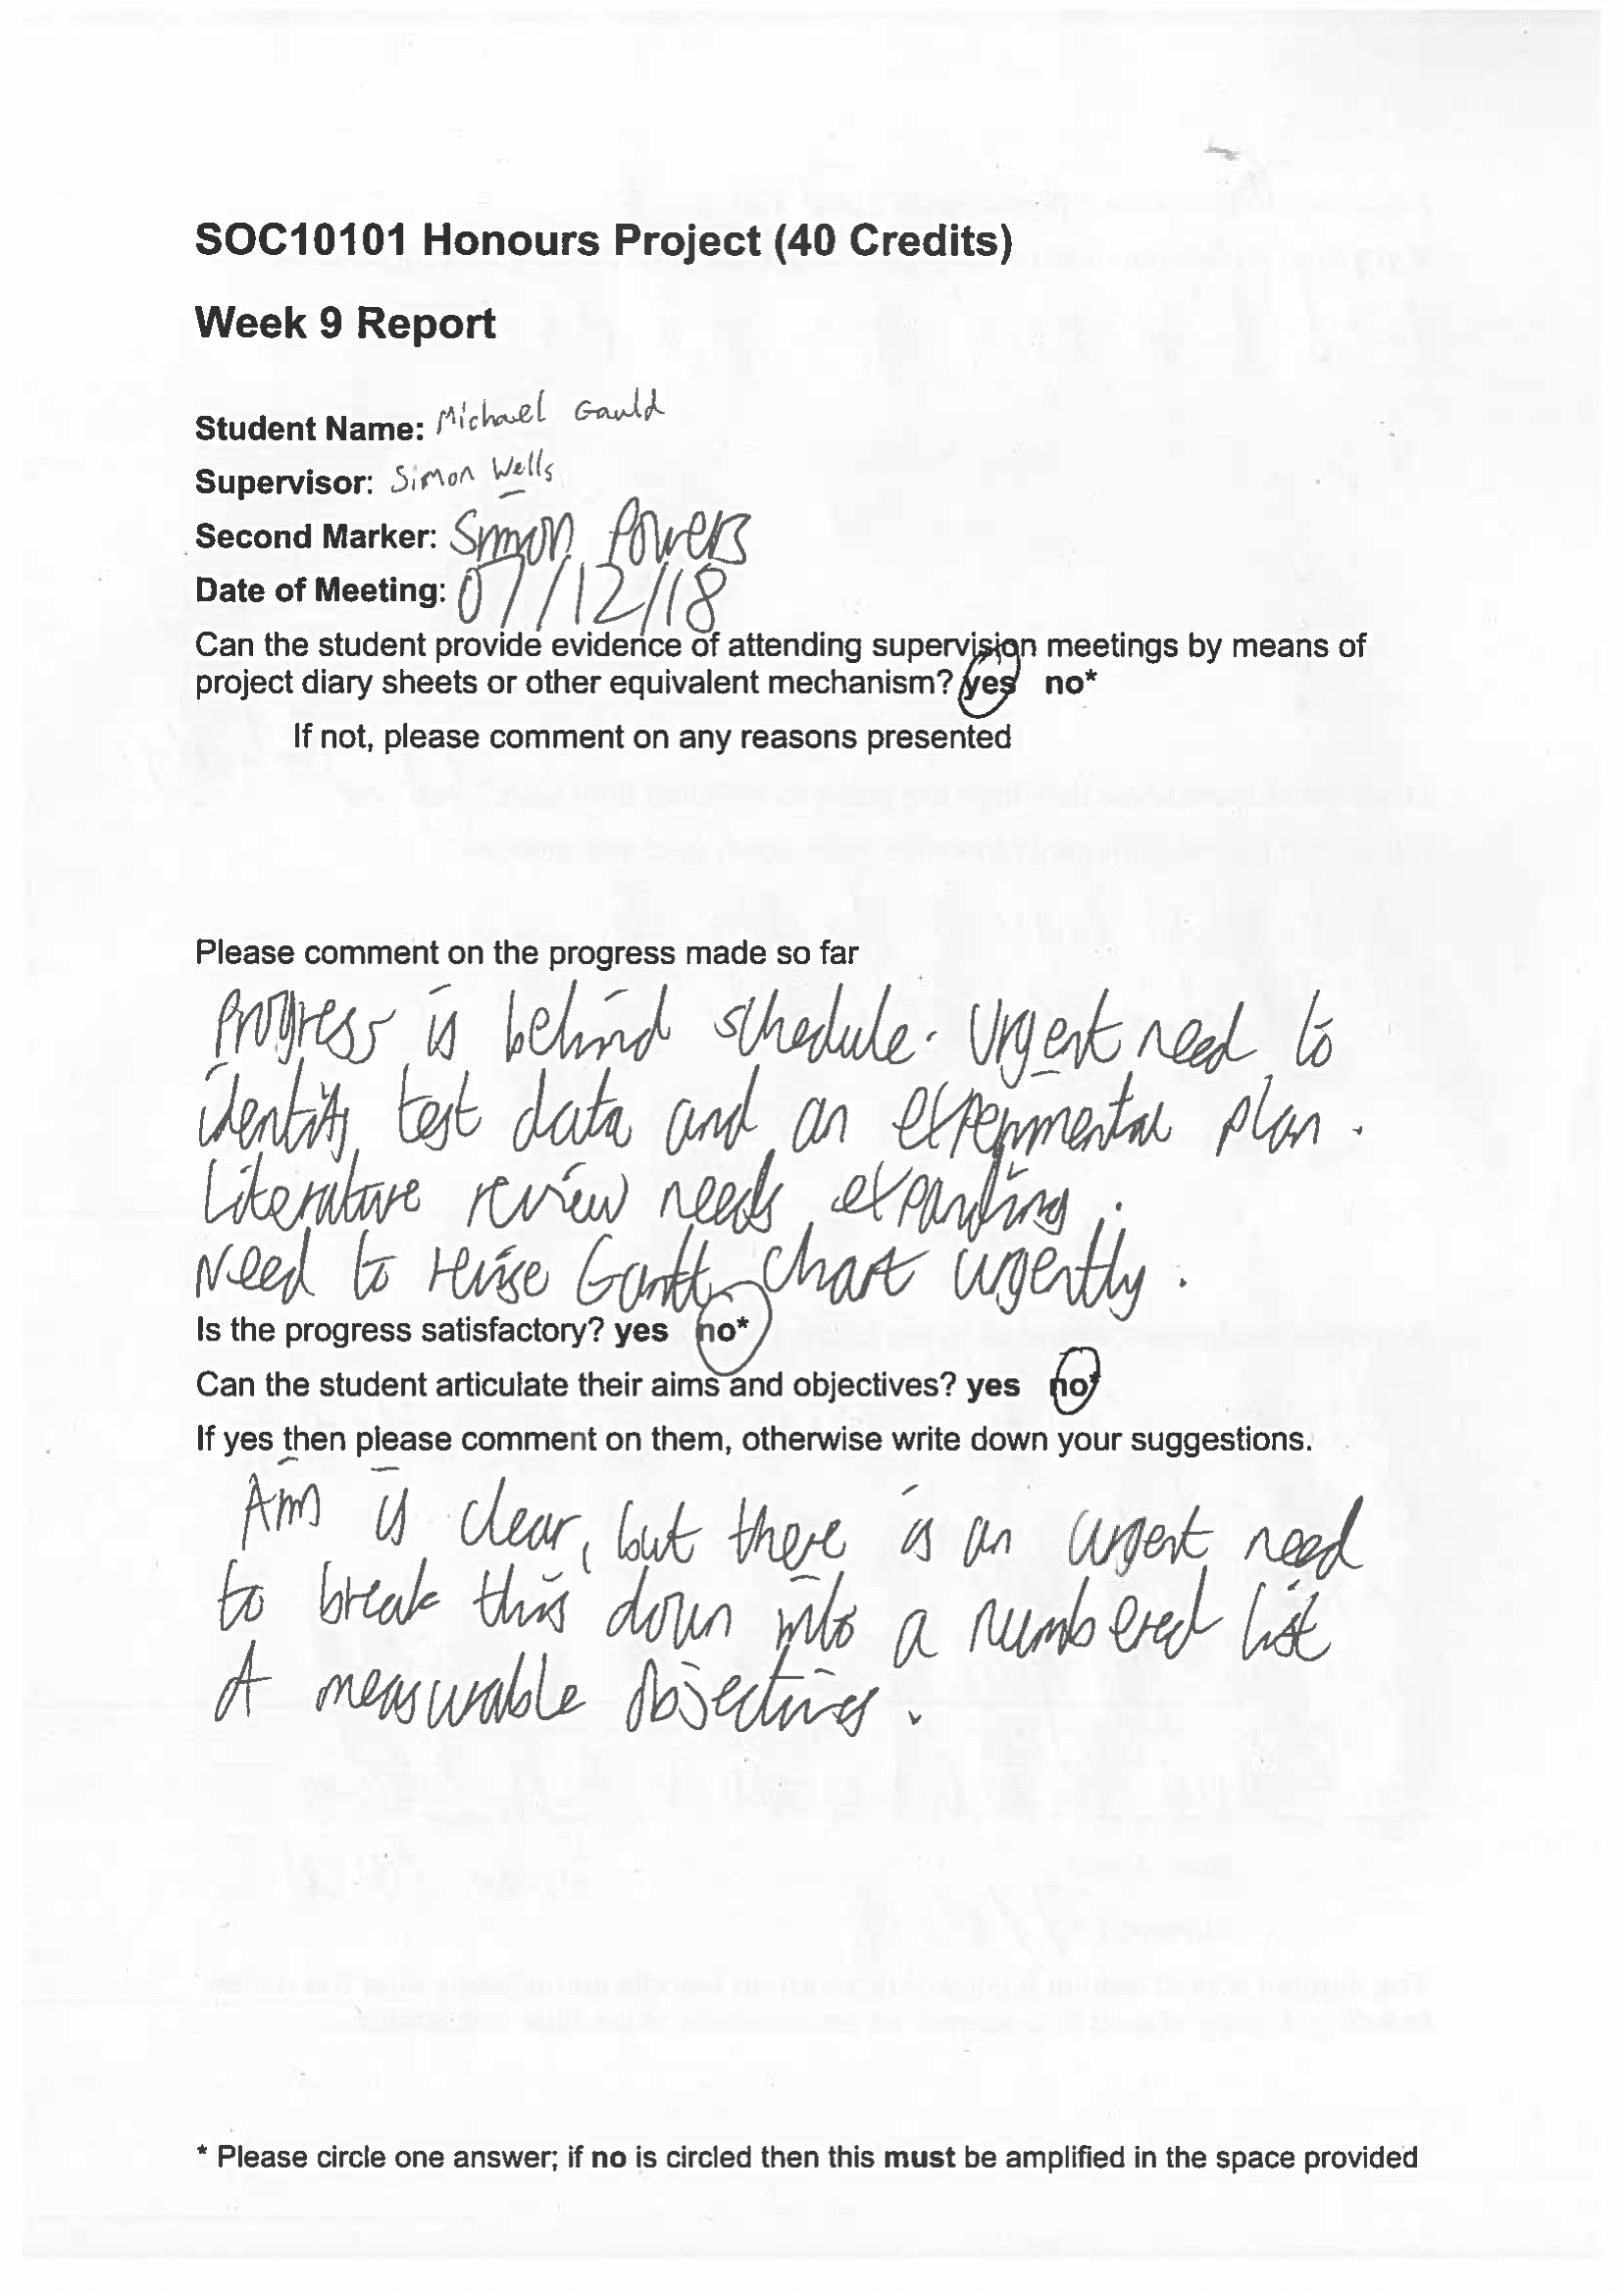 SOC10101 Honours Project (40 Credits)
Week 9 Report
Student Name: Michael Gauld
Supervisor: Simon Wells
Second Marker: Simon Powers
Date of Meeting: 07/12/18
Can the student provide evidence of attending supervision meetings by means of
project diary sheets or other equivalent mechanism? yes no*
If not, please comment on any reasons presented
Please comment on the progress made so far
Progress is behind schedule. Urgent need to
identify test data and an experimental plan.
Literature review needs expanding.
Need to revise Gantt chart urgently.
Is the progress satisfactory? yes no*
Can the student articulate their aims and objectives? yes no*
If yes then please comment on them, otherwise write down your suggestions.
Aim is clear, but there is an urgent need
to break this down into a numbered list
of measurable objectives.
* Please circle one answer; if no is circled then this must be amplified in the space provided